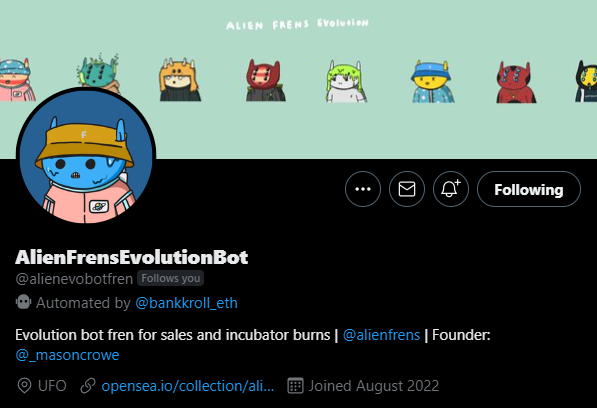 ALIEN FRENS Evolution
F
Following
AlienFrensEvolutionBot
@alienevobotfren Follows you
Automated by @bankkroll_eth
Evolution bot fren for sales and incubator burns | @alienfrens | Founder:
@_masoncrowe
UFO opensea.io/collection/ali... Joined August 2022